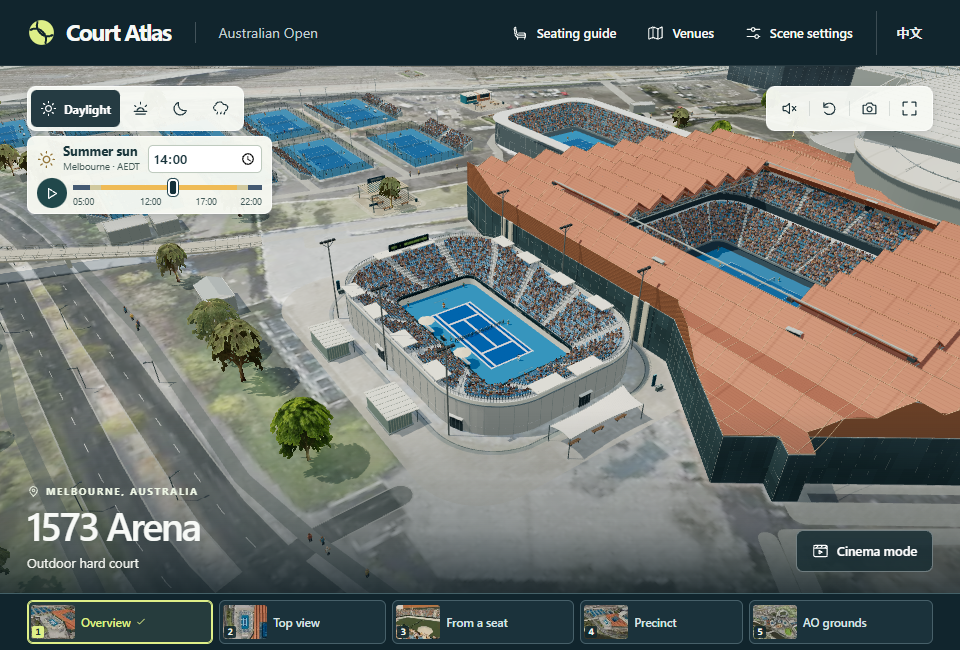 Court Atlas
Australian Open
Seating guide
Venues
Scene settings
中文
Daylight
Summer sun
Melbourne · AEDT
14:00
05:00
12:00
17:00
22:00
MELBOURNE, AUSTRALIA
1573 Arena
Outdoor hard court
Cinema mode
1
Overview
2
Top view
3
From a seat
4
Precinct
5
AO grounds